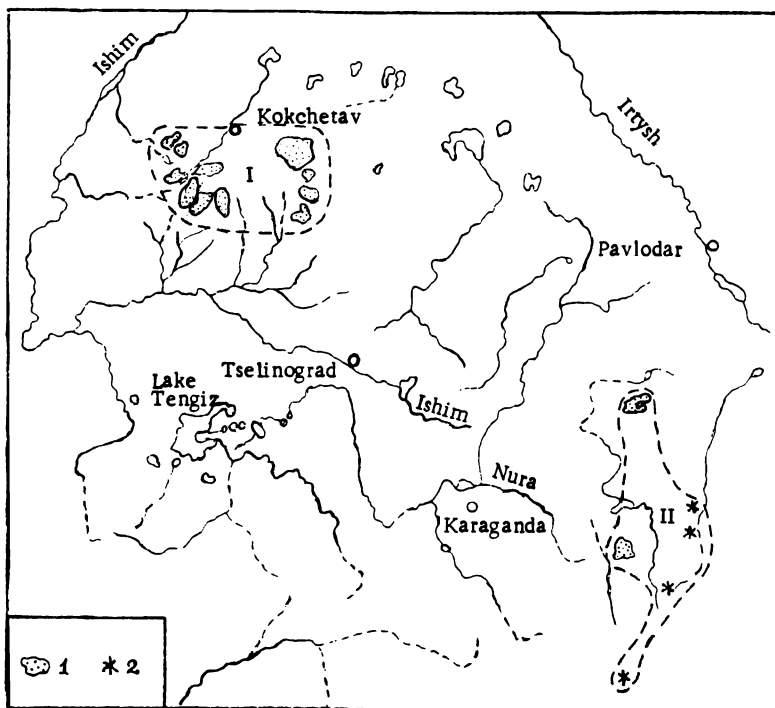 Ishim
Kokchetav
Irtysh
I
Pavlodar
Tselinograd
Lake
Tengiz
Ishim
Nura
Karaganda
II
1 2